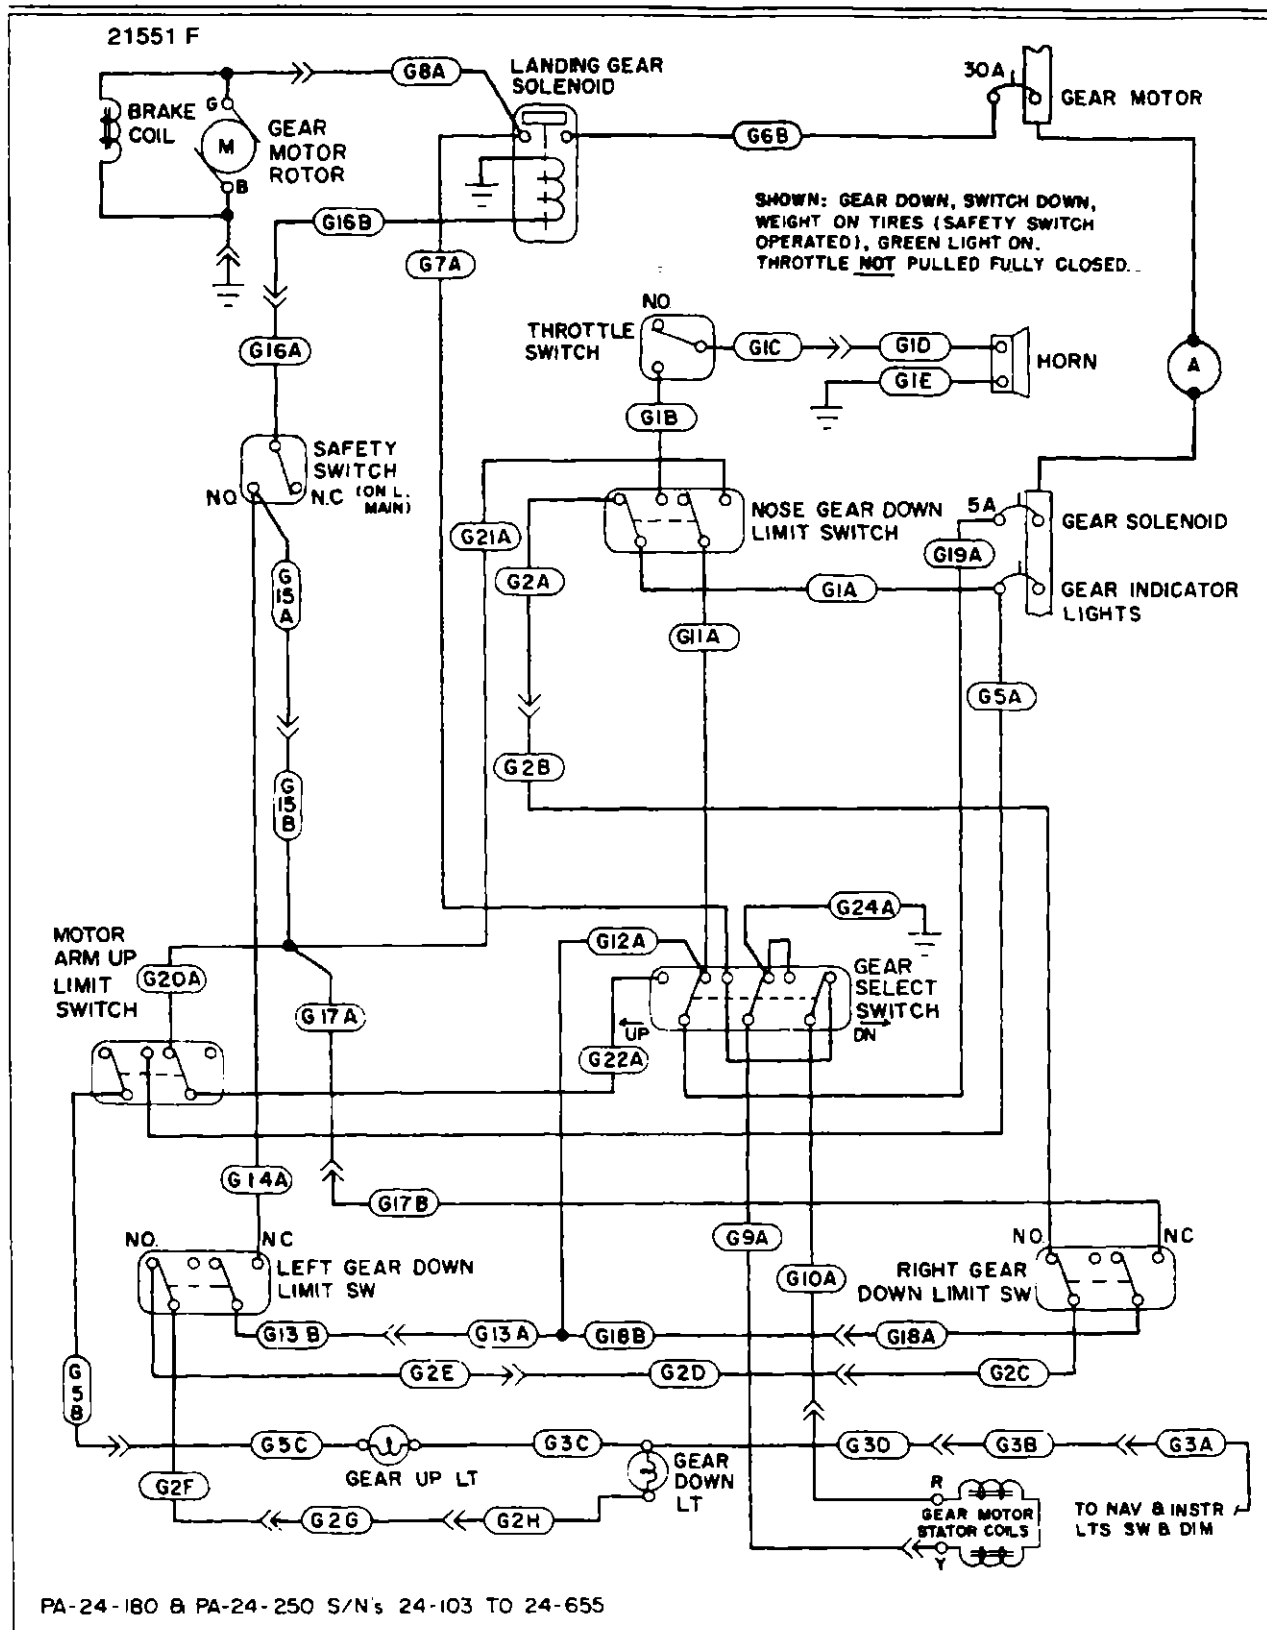 21551 F
BRAKE COIL
G
M
B
GEAR MOTOR ROTOR
G8A
LANDING GEAR SOLENOID
30A
GEAR MOTOR
G6B
G16B
G7A
SHOWN: GEAR DOWN, SWITCH DOWN,
WEIGHT ON TIRES (SAFETY SWITCH
OPERATED), GREEN LIGHT ON.
THROTTLE NOT PULLED FULLY CLOSED.
G16A
NO
THROTTLE SWITCH
G1C
G1D
G1E
HORN
A
G1B
SAFETY SWITCH
(ON L. MAIN)
NO
N.C
NOSE GEAR DOWN LIMIT SWITCH
5A
GEAR SOLENOID
G21A
G19A
G2A
G15A
G1A
GEAR INDICATOR LIGHTS
G11A
G5A
G2B
G15B
G24A
MOTOR ARM UP LIMIT SWITCH
G20A
G12A
GEAR SELECT SWITCH
UP
DN
G17A
G22A
G14A
G17B
G9A
NO.
NC
LEFT GEAR DOWN LIMIT SW
G10A
RIGHT GEAR DOWN LIMIT SW
NO.
NC
G13B
G13A
G18B
G18A
G5B
G2E
G2D
G2C
G5C
G3C
G3D
G3B
G3A
GEAR UP LT
GEAR DOWN LT
G2F
G2G
G2H
R
GEAR MOTOR STATOR COILS
Y
TO NAV & INSTR
LTS SW & DIM
PA-24-180 & PA-24-250 S/N's 24-103 TO 24-655